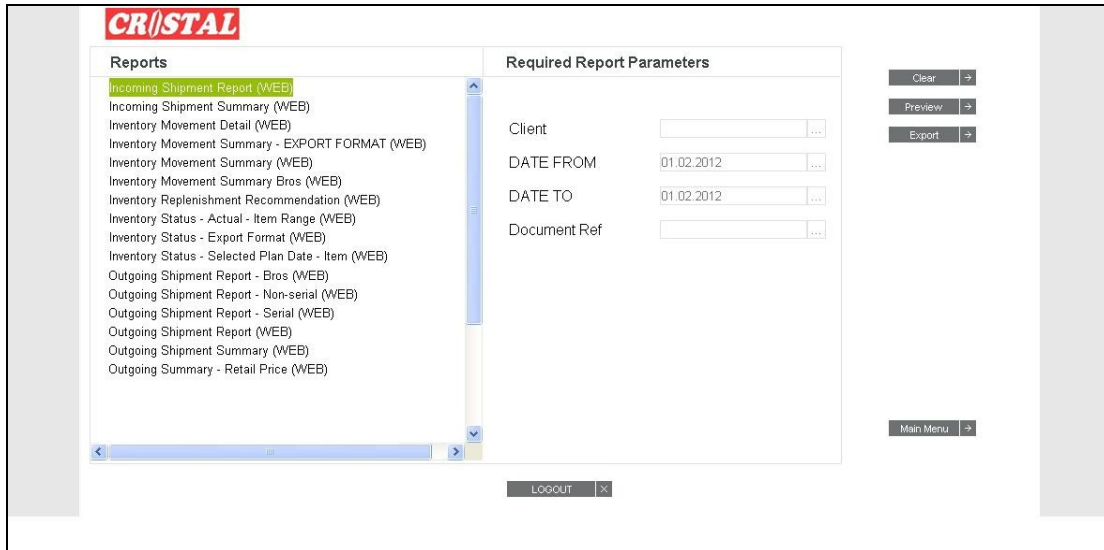 CRISTAL
Reports
Incoming Shipment Report (WEB)
Incoming Shipment Summary (WEB)
Inventory Movement Detail (WEB)
Inventory Movement Summary - EXPORT FORMAT (WEB)
Inventory Movement Summary (WEB)
Inventory Movement Summary Bros (WEB)
Inventory Replenishment Recommendation (WEB)
Inventory Status - Actual - Item Range (WEB)
Inventory Status - Export Format (WEB)
Inventory Status - Selected Plan Date - Item (WEB)
Outgoing Shipment Report - Bros (WEB)
Outgoing Shipment Report - Non-serial (WEB)
Outgoing Shipment Report - Serial (WEB)
Outgoing Shipment Report (WEB)
Outgoing Shipment Summary (WEB)
Outgoing Summary - Retail Price (WEB)
Required Report Parameters
Client ...
DATE FROM 01.02.2012 ...
DATE TO 01.02.2012 ...
Document Ref ...
Clear
Preview
Export
Main Menu
LOGOUT